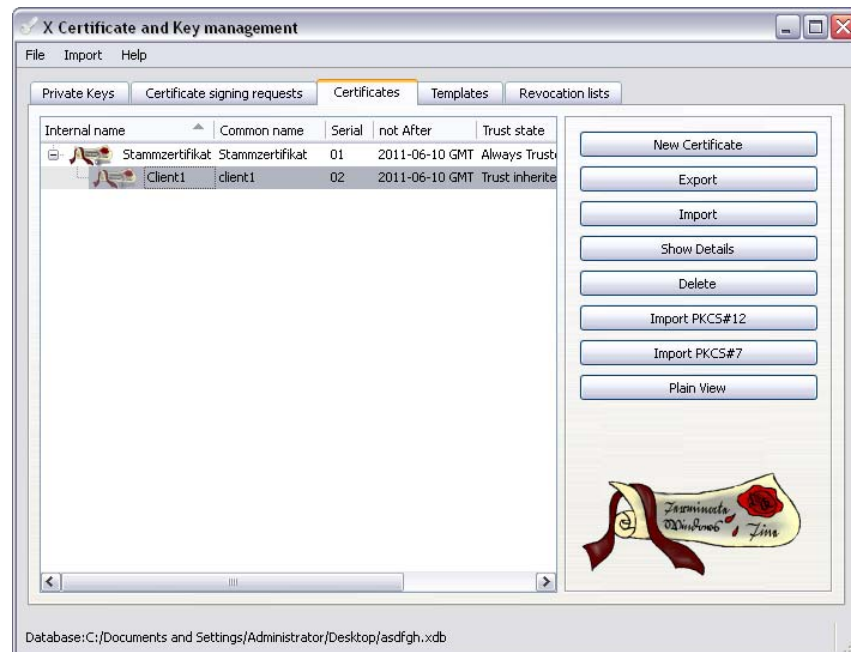 X Certificate and Key management
File Import Help
Private Keys Certificate signing requests Certificates Templates Revocation lists
Internal name Common name Serial not After Trust state
Stammzertifikat Stammzertifikat 01 2011-06-10 GMT Always Truste
Client1 client1 02 2011-06-10 GMT Trust inherite
New Certificate
Export
Import
Show Details
Delete
Import PKCS#12
Import PKCS#7
Plain View
Windows
Database:C:/Documents and Settings/Administrator/Desktop/asdfgh.xdb